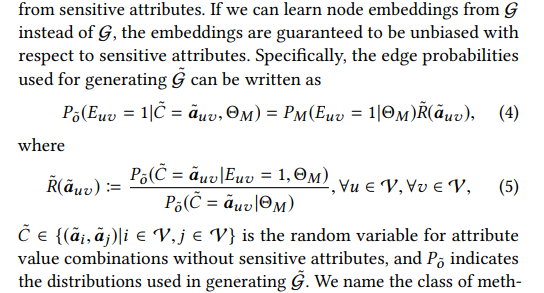 from sensitive attributes. If we can learn node embeddings from 𝒢̃
instead of 𝒢, the embeddings are guaranteed to be unbiased with
respect to sensitive attributes. Specifically, the edge probabilities
used for generating 𝒢̃ can be written as
P_õ(E_uv = 1|C̃ = ã_uv, Θ_M) = P_M(E_uv = 1|Θ_M)R̃(ã_uv), (4)
where
R̃(ã_uv) ≔ P_õ(C̃ = ã_uv|E_uv = 1, Θ_M) / P_õ(C̃ = ã_uv|Θ_M), ∀u ∈ 𝒱, ∀v ∈ 𝒱, (5)
C̃ ∈ {(ã_i, ã_j)|i ∈ 𝒱, j ∈ 𝒱} is the random variable for attribute
value combinations without sensitive attributes, and P_õ indicates
the distributions used in generating 𝒢̃. We name the class of meth-